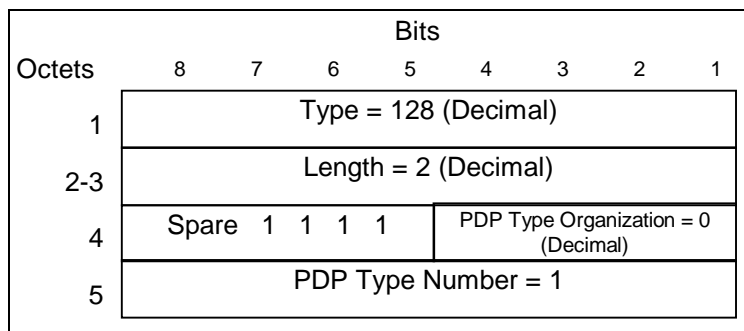 Bits
Octets 8 7 6 5 4 3 2 1
1 Type = 128 (Decimal)
2-3 Length = 2 (Decimal)
4 Spare 1 1 1 1 PDP Type Organization = 0
(Decimal)
5 PDP Type Number = 1